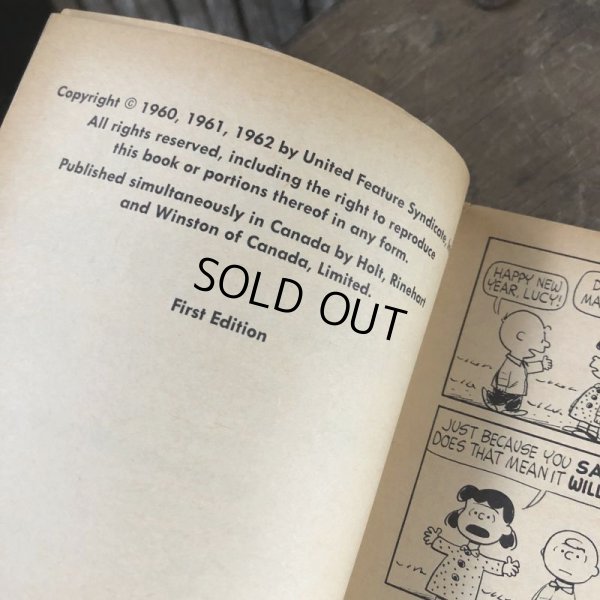 Copyright © 1960, 1961, 1962 by United Feature Syndicate,
All rights reserved, including the right to reproduce
this book or portions thereof in any form.
Published simultaneously in Canada by Holt, Rinehart
and Winston of Canada, Limited.
First Edition
SOLD OUT
HAPPY NEW
YEAR, LUCY!
JUST BECAUSE YOU
DOES THAT MEAN IT